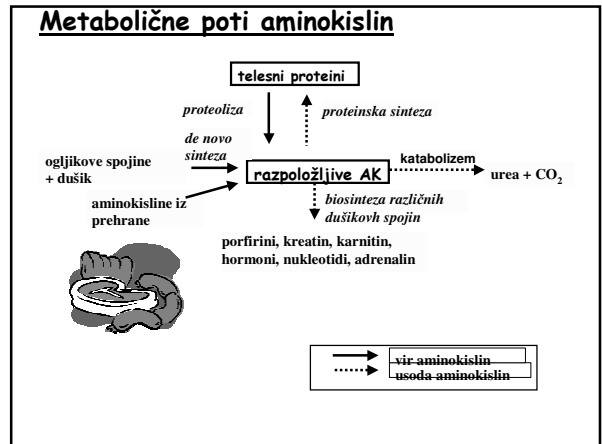 Metabolične poti aminokislin
telesni proteini
proteoliza
proteinska sinteza
de novo
sinteza
ogljikove spojine
+ dušik
razpoložljive AK
katabolizem
urea + CO₂
aminokisline iz
prehrane
biosinteza različnih
dušikovh spojin
porfirini, kreatin, karnitin,
hormoni, nukleotidi, adrenalin
vir aminokislin
usoda aminokislin